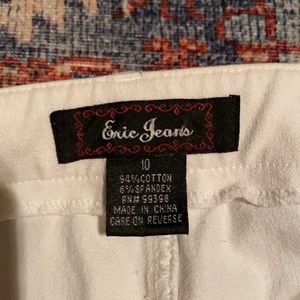 Eric Jeans
10
94% COTTON
6% SPANDEX
RN# 99398
MADE IN CHINA
CARE ON REVERSE